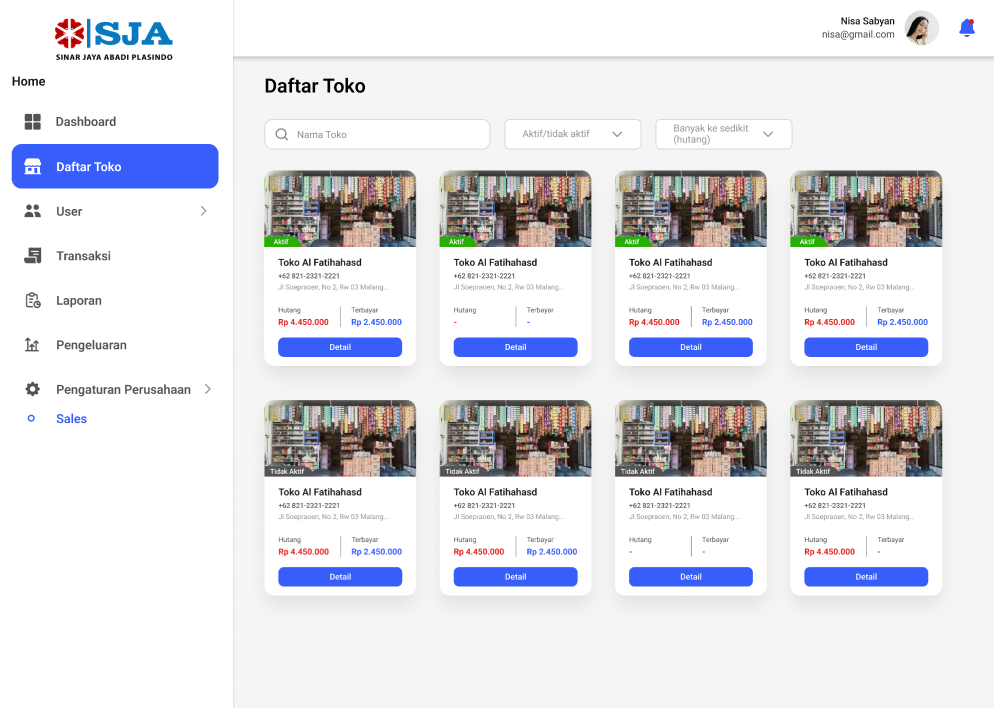 SJA
SINAR JAYA ABADI PLASINDO
Home
Dashboard
Daftar Toko
User
Transaksi
Laporan
Pengeluaran
Pengaturan Perusahaan
Sales
Nisa Sabyan
nisa@gmail.com
Daftar Toko
Nama Toko
Aktif/tidak aktif
Banyak ke sedikit
(hutang)
Aktif
Toko Al Fatihahasd
+62 821-2321-2221
Jl Soepraoen, No 2, Rw 03 Malang...
Hutang Terbayar
Rp 4.450.000 Rp 2.450.000
Detail
Aktif
Toko Al Fatihahasd
+62 821-2321-2221
Jl Soepraoen, No 2, Rw 03 Malang...
Hutang Terbayar
- -
Detail
Aktif
Toko Al Fatihahasd
+62 821-2321-2221
Jl Soepraoen, No 2, Rw 03 Malang...
Hutang Terbayar
Rp 4.450.000 Rp 2.450.000
Detail
Aktif
Toko Al Fatihahasd
+62 821-2321-2221
Jl Soepraoen, No 2, Rw 03 Malang...
Hutang Terbayar
Rp 4.450.000 Rp 2.450.000
Detail
Tidak Aktif
Toko Al Fatihahasd
+62 821-2321-2221
Jl Soepraoen, No 2, Rw 03 Malang...
Hutang Terbayar
Rp 4.450.000 Rp 2.450.000
Detail
Tidak Aktif
Toko Al Fatihahasd
+62 821-2321-2221
Jl Soepraoen, No 2, Rw 03 Malang...
Hutang Terbayar
Rp 4.450.000 Rp 2.450.000
Detail
Tidak Aktif
Toko Al Fatihahasd
+62 821-2321-2221
Jl Soepraoen, No 2, Rw 03 Malang...
Hutang Terbayar
- -
Detail
Tidak Aktif
Toko Al Fatihahasd
+62 821-2321-2221
Jl Soepraoen, No 2, Rw 03 Malang...
Hutang Terbayar
Rp 4.450.000 -
Detail